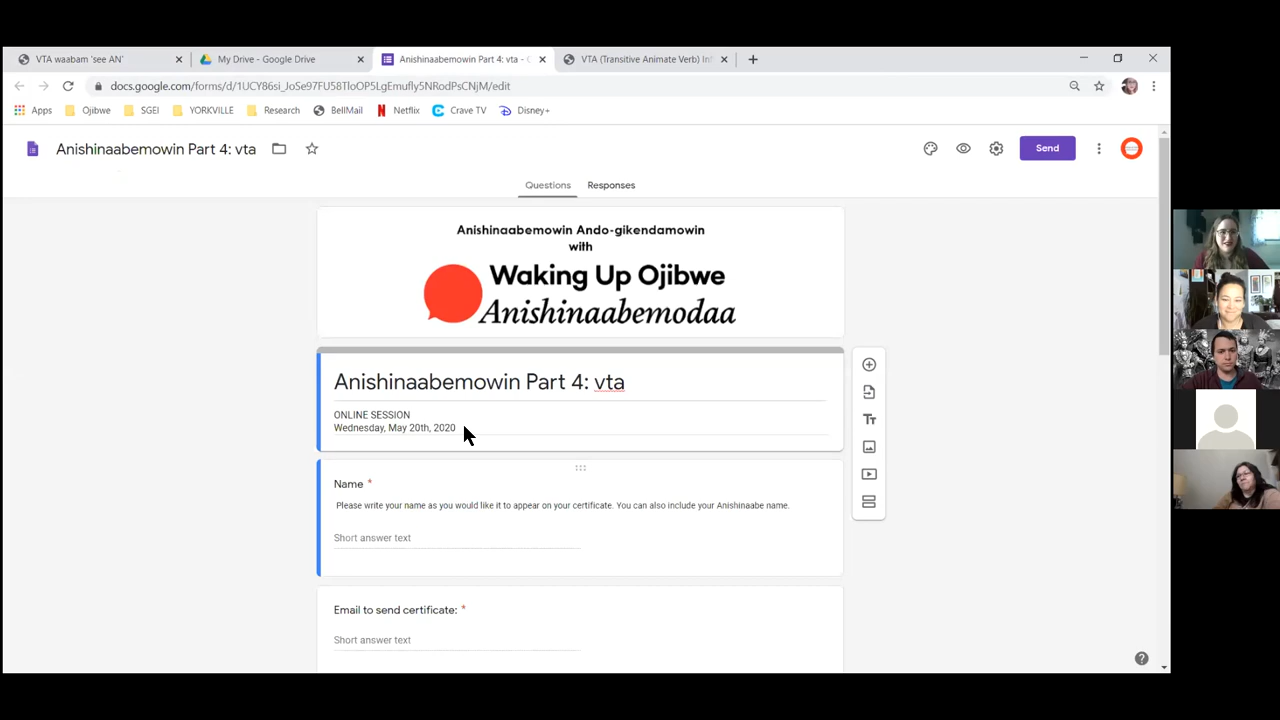 VTA waabam 'see AN'
My Drive - Google Drive
Anishinaabemowin Part 4: vta -
VTA (Transitive Animate Verb) Inf
docs.google.com/forms/d/1UCY86si_JoSe97FU58TloOP5LgEmufly5NRodPsCNjM/edit
Apps
Ojibwe
SGEI
YORKVILLE
Research
BellMail
Netflix
Crave TV
Disney+
Anishinaabemowin Part 4: vta
Send
Questions
Responses
Anishinaabemowin Ando-gikendamowin
with
Waking Up Ojibwe
Anishinaabemodaa
Anishinaabemowin Part 4: vta
ONLINE SESSION
Wednesday, May 20th, 2020
Name *
Please write your name as you would like it to appear on your certificate. You can also include your Anishinaabe name.
Short answer text
Email to send certificate: *
Short answer text